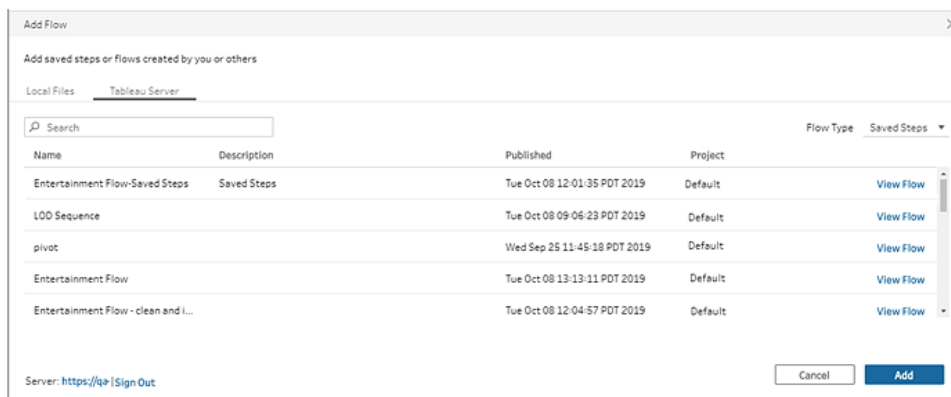 Add Flow
Add saved steps or flows created by you or others
Local Files Tableau Server
Search Flow Type Saved Steps
Name Description Published Project
Entertainment Flow-Saved Steps Saved Steps Tue Oct 08 12:01:35 PDT 2019 Default View Flow
LOD Sequence Tue Oct 08 09:06:23 PDT 2019 Default View Flow
pivot Wed Sep 25 11:45:18 PDT 2019 Default View Flow
Entertainment Flow Tue Oct 08 13:13:11 PDT 2019 Default View Flow
Entertainment Flow - clean and i... Tue Oct 08 12:04:57 PDT 2019 Default View Flow
Server: https://qa- | Sign Out Cancel Add